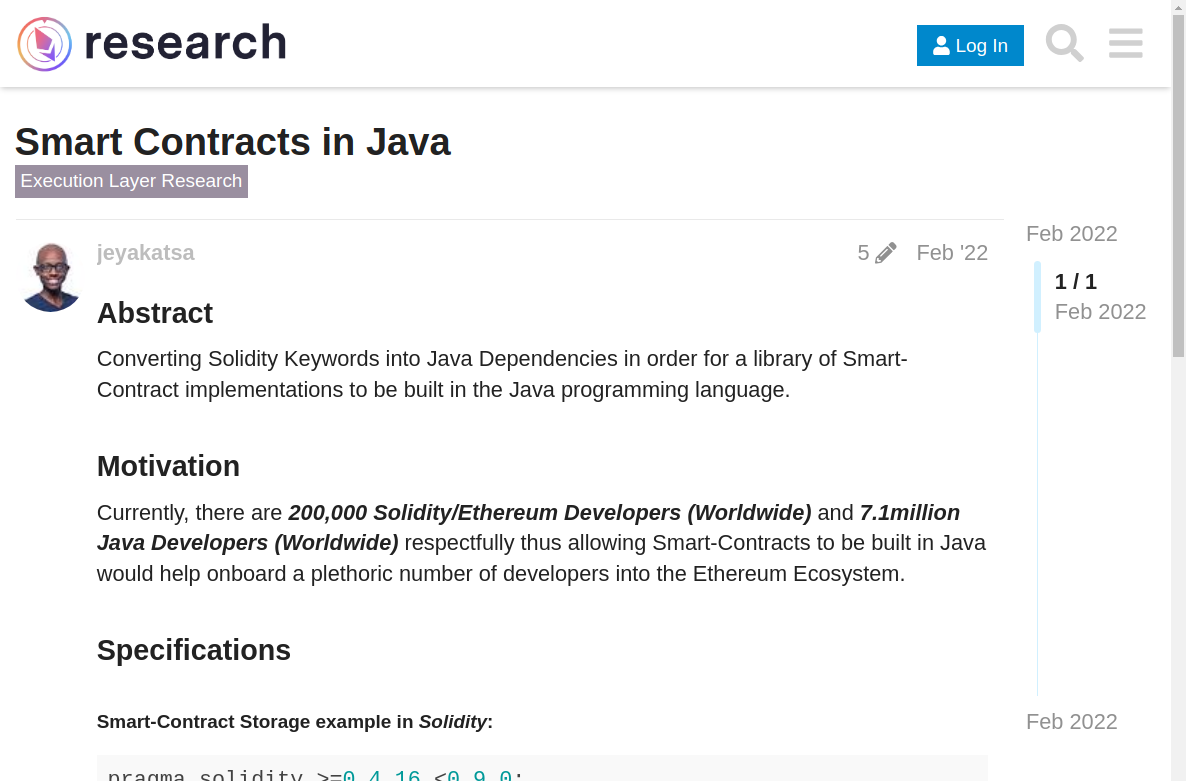 research
Log In
Smart Contracts in Java
Execution Layer Research
jeyakatsa
5
Feb '22
Feb 2022
1 / 1
Feb 2022
Abstract
Converting Solidity Keywords into Java Dependencies in order for a library of Smart-
Contract implementations to be built in the Java programming language.
Motivation
Currently, there are 200,000 Solidity/Ethereum Developers (Worldwide) and 7.1million
Java Developers (Worldwide) respectfully thus allowing Smart-Contracts to be built in Java
would help onboard a plethoric number of developers into the Ethereum Ecosystem.
Specifications
Smart-Contract Storage example in Solidity:
Feb 2022
pragma solidity >=0.4.16 <0.9.0;